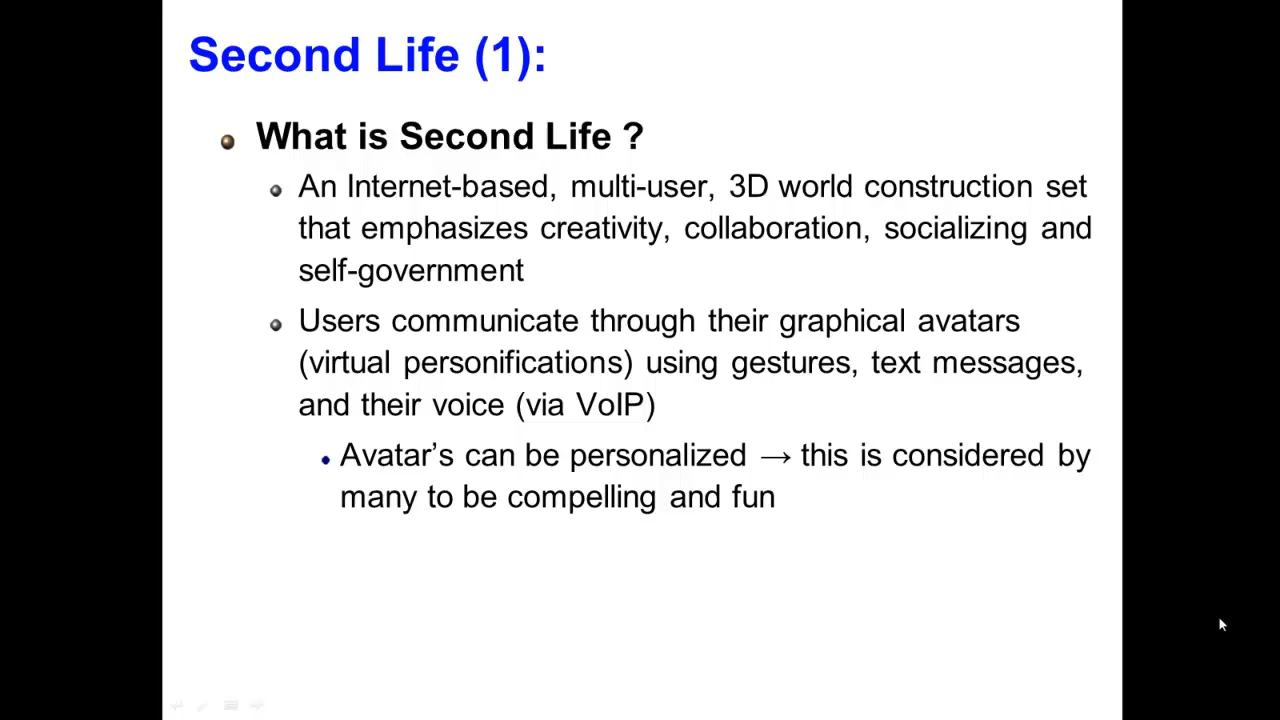 Second Life (1):
What is Second Life ?
An Internet-based, multi-user, 3D world construction set
that emphasizes creativity, collaboration, socializing and
self-government
Users communicate through their graphical avatars
(virtual personifications) using gestures, text messages,
and their voice (via VoIP)
Avatar’s can be personalized → this is considered by
many to be compelling and fun